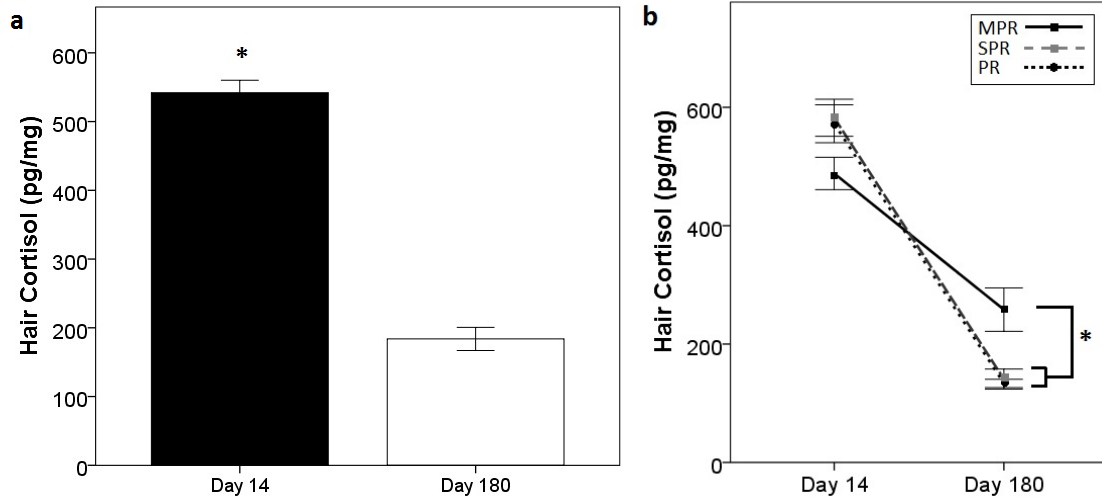 a
*
Hair Cortisol (pg/mg)
600
500
400
300
200
100
0
Day 14
Day 180
b
MPR
SPR
PR
Hair Cortisol (pg/mg)
600
400
200
0
*
Day 14
Day 180